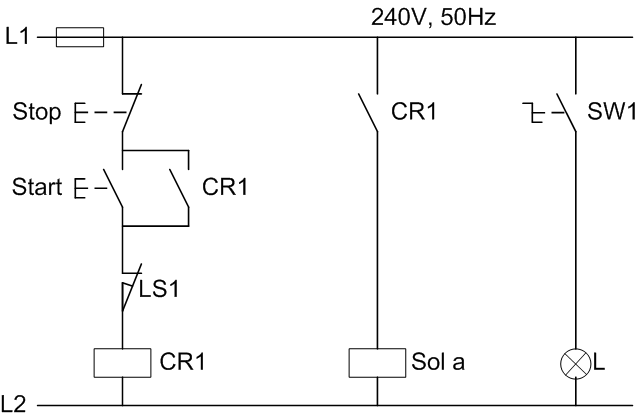 240V, 50Hz
L1
Stop
CR1
SW1
Start
CR1
LS1
CR1
Sol a
L
L2